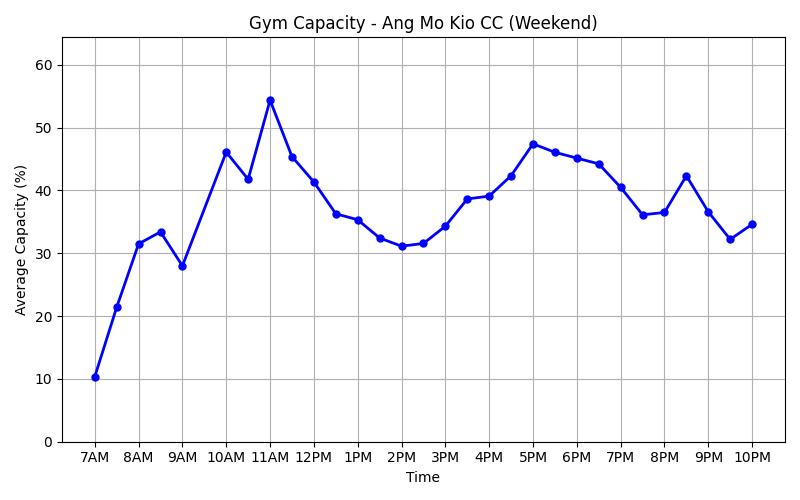 Gym Capacity - Ang Mo Kio CC (Weekend)
60
50
40
30
20
10
0
Average Capacity (%)
7AM 8AM 9AM 10AM 11AM 12PM 1PM 2PM 3PM 4PM 5PM 6PM 7PM 8PM 9PM 10PM
Time